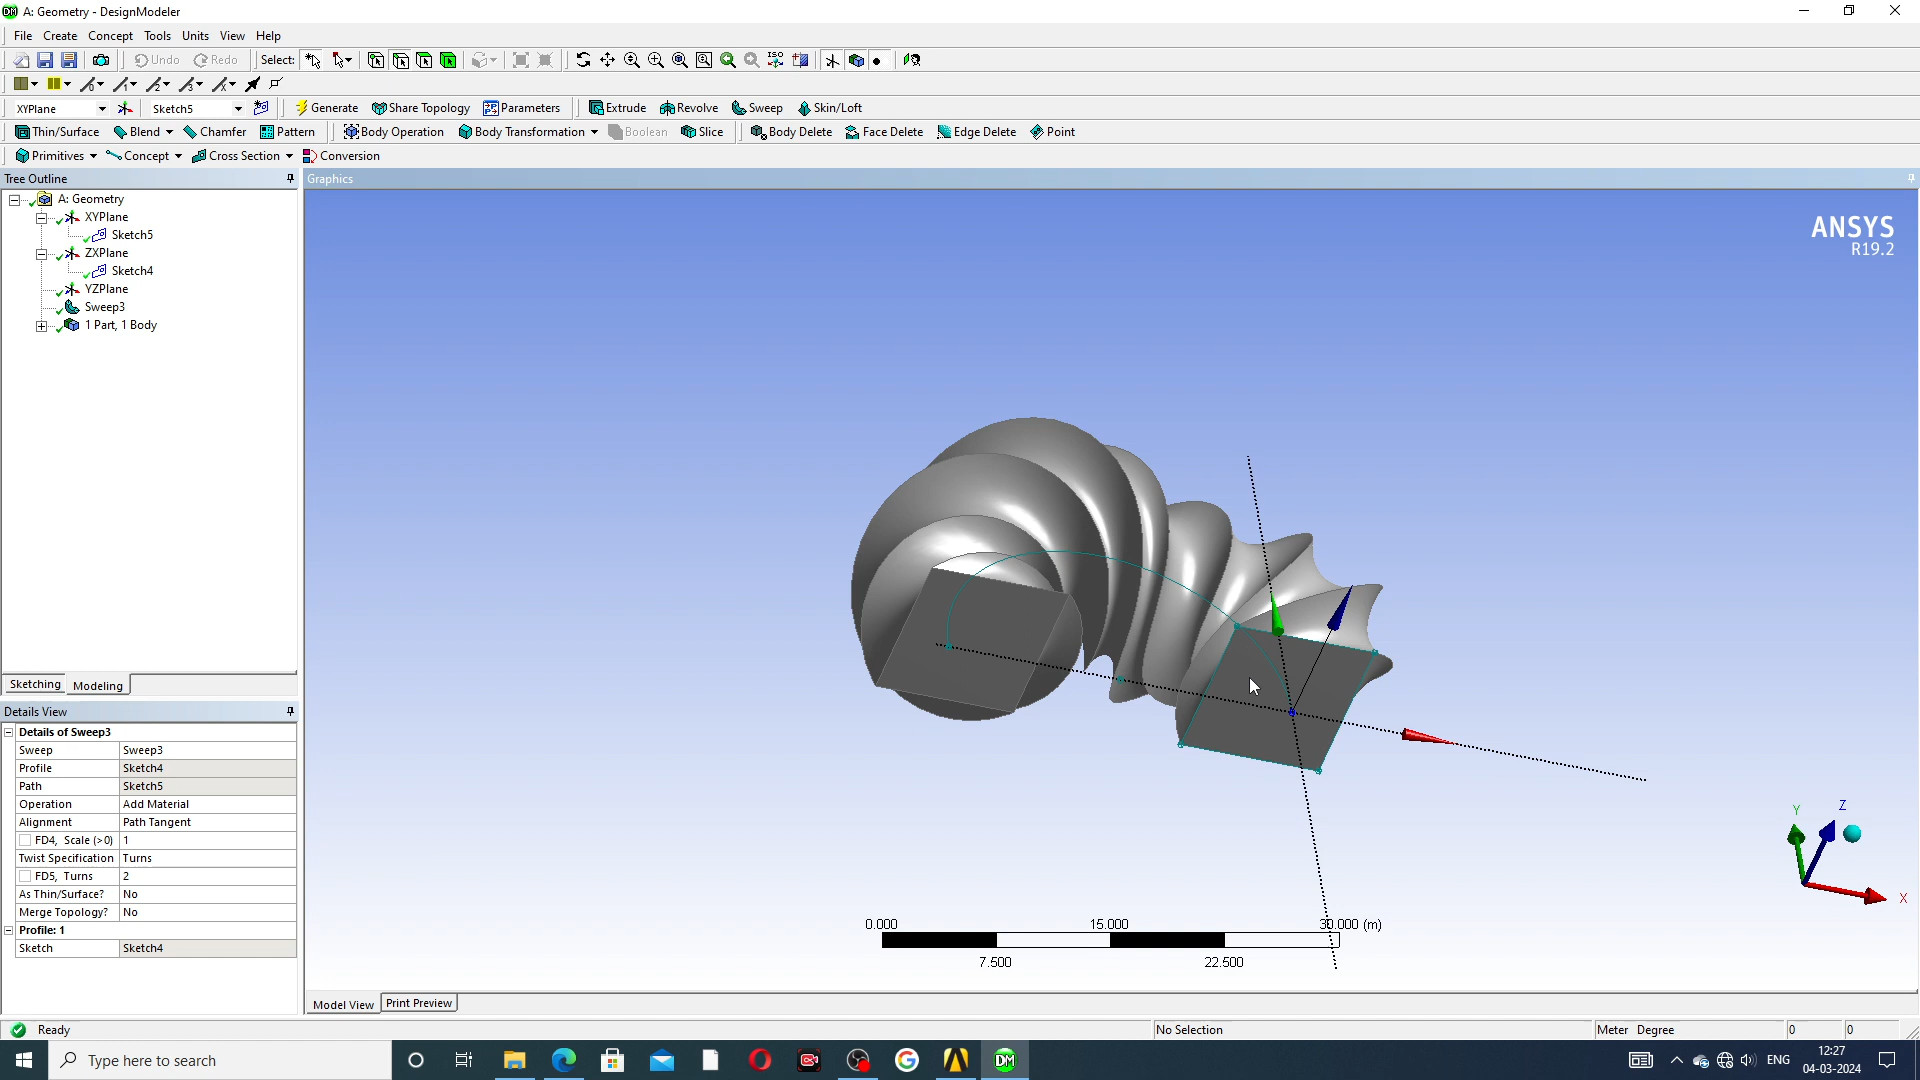 A: Geometry - DesignModeler
File Create Concept Tools Units View Help
Undo Redo Select:
XYPlane Sketch5 Generate Share Topology Parameters Extrude Revolve Sweep Skin/Loft
Thin/Surface Blend Chamfer Pattern Body Operation Body Transformation Boolean Slice Body Delete Face Delete Edge Delete Point
Primitives Concept Cross Section Conversion
Tree Outline
Graphics
A: Geometry
XYPlane
Sketch5
ZXPlane
Sketch4
YZPlane
Sweep3
1 Part, 1 Body
ANSYS
R19.2
Sketching Modeling
Details View
Details of Sweep3
Sweep Sweep3
Profile Sketch4
Path Sketch5
Operation Add Material
Alignment Path Tangent
FD4, Scale (>0) 1
Twist Specification Turns
FD5, Turns 2
As Thin/Surface? No
Merge Topology? No
Profile: 1
Sketch Sketch4
0.000 15.000 30.000 (m)
7.500 22.500
Y Z X
Model View Print Preview
Ready No Selection Meter Degree 0 0
Type here to search
DM
ENG
12:27
04-03-2024